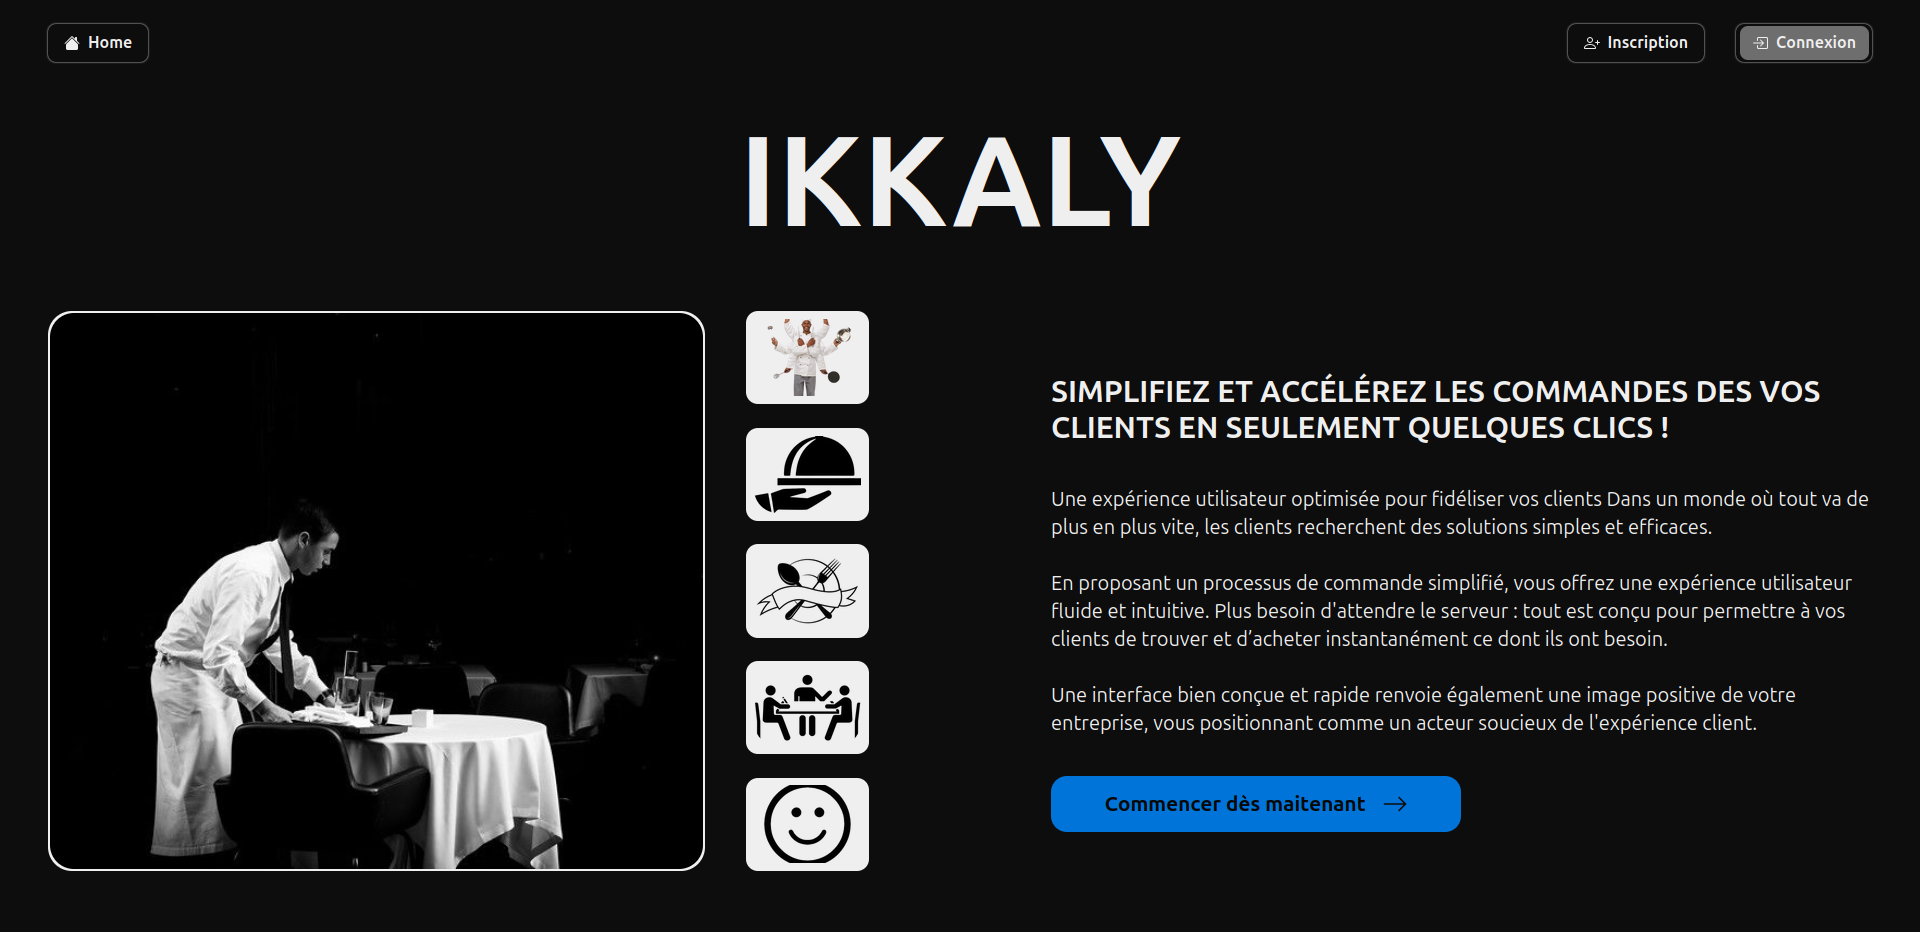 Home
Inscription
Connexion
IKKALY
SIMPLIFIEZ ET ACCÉLÉREZ LES COMMANDES DES VOS
CLIENTS EN SEULEMENT QUELQUES CLICS !
Une expérience utilisateur optimisée pour fidéliser vos clients Dans un monde où tout va de
plus en plus vite, les clients recherchent des solutions simples et efficaces.
En proposant un processus de commande simplifié, vous offrez une expérience utilisateur
fluide et intuitive. Plus besoin d'attendre le serveur : tout est conçu pour permettre à vos
clients de trouver et d’acheter instantanément ce dont ils ont besoin.
Une interface bien conçue et rapide renvoie également une image positive de votre
entreprise, vous positionnant comme un acteur soucieux de l'expérience client.
Commencer dès maitenant